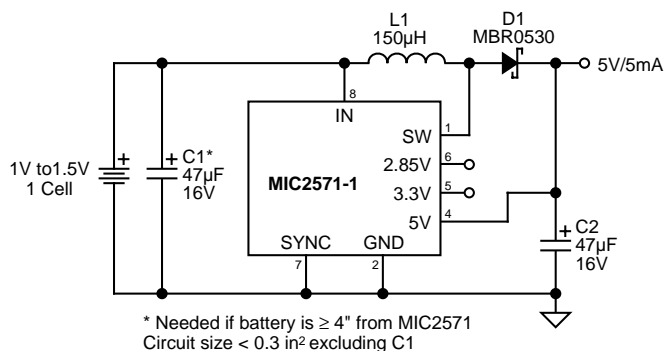 L1
150µH
D1
MBR0530
5V/5mA
8
IN
SW
1
2.85V
6
3.3V
5
5V
4
MIC2571-1
SYNC
7
GND
2
1V to1.5V
1 Cell
+
C1*
47µF
16V
+
+
C2
47µF
16V
* Needed if battery is ≥ 4" from MIC2571
Circuit size < 0.3 in² excluding C1